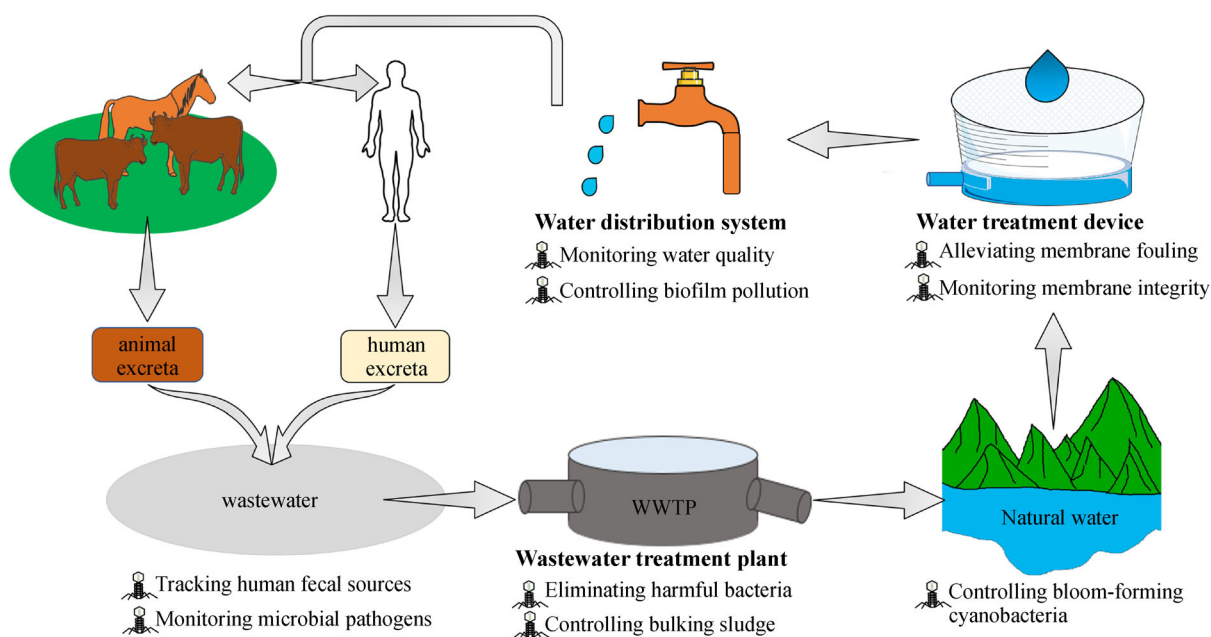 Water distribution system
Monitoring water quality
Controlling biofilm pollution
Water treatment device
Alleviating membrane fouling
Monitoring membrane integrity
animal
excreta
human
excreta
wastewater
Tracking human fecal sources
Monitoring microbial pathogens
WWTP
Wastewater treatment plant
Eliminating harmful bacteria
Controlling bulking sludge
Natural water
Controlling bloom-forming
cyanobacteria